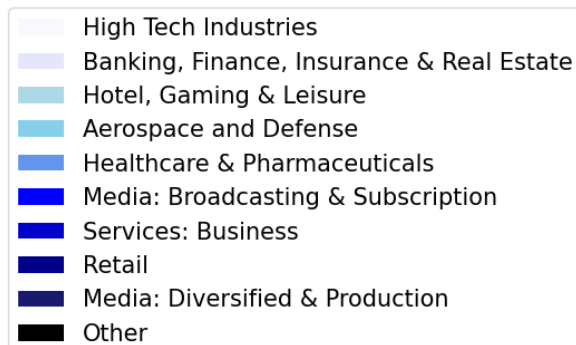 High Tech Industries
Banking, Finance, Insurance & Real Estate
Hotel, Gaming & Leisure
Aerospace and Defense
Healthcare & Pharmaceuticals
Media: Broadcasting & Subscription
Services: Business
Retail
Media: Diversified & Production
Other